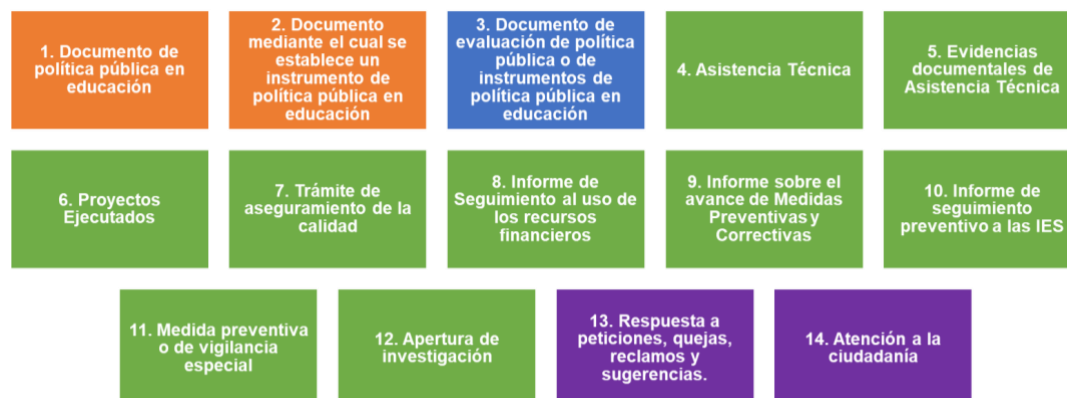 1. Documento de
política pública en
educación
2. Documento
mediante el cual se
establece un
instrumento de
política pública en
educación
3. Documento de
evaluación de política
pública o de
instrumentos de
política pública en
educación
4. Asistencia Técnica
5. Evidencias
documentales de
Asistencia Técnica
6. Proyectos
Ejecutados
7. Trámite de
aseguramiento de la
calidad
8. Informe de
Seguimiento al uso de
los recursos
financieros
9. Informe sobre el
avance de Medidas
Preventivas y
Correctivas
10. Informe de
seguimiento
preventivo a las IES
11. Medida preventiva
o de vigilancia
especial
12. Apertura de
investigación
13. Respuesta a
peticiones, quejas,
reclamos y
sugerencias.
14. Atención a la
ciudadanía